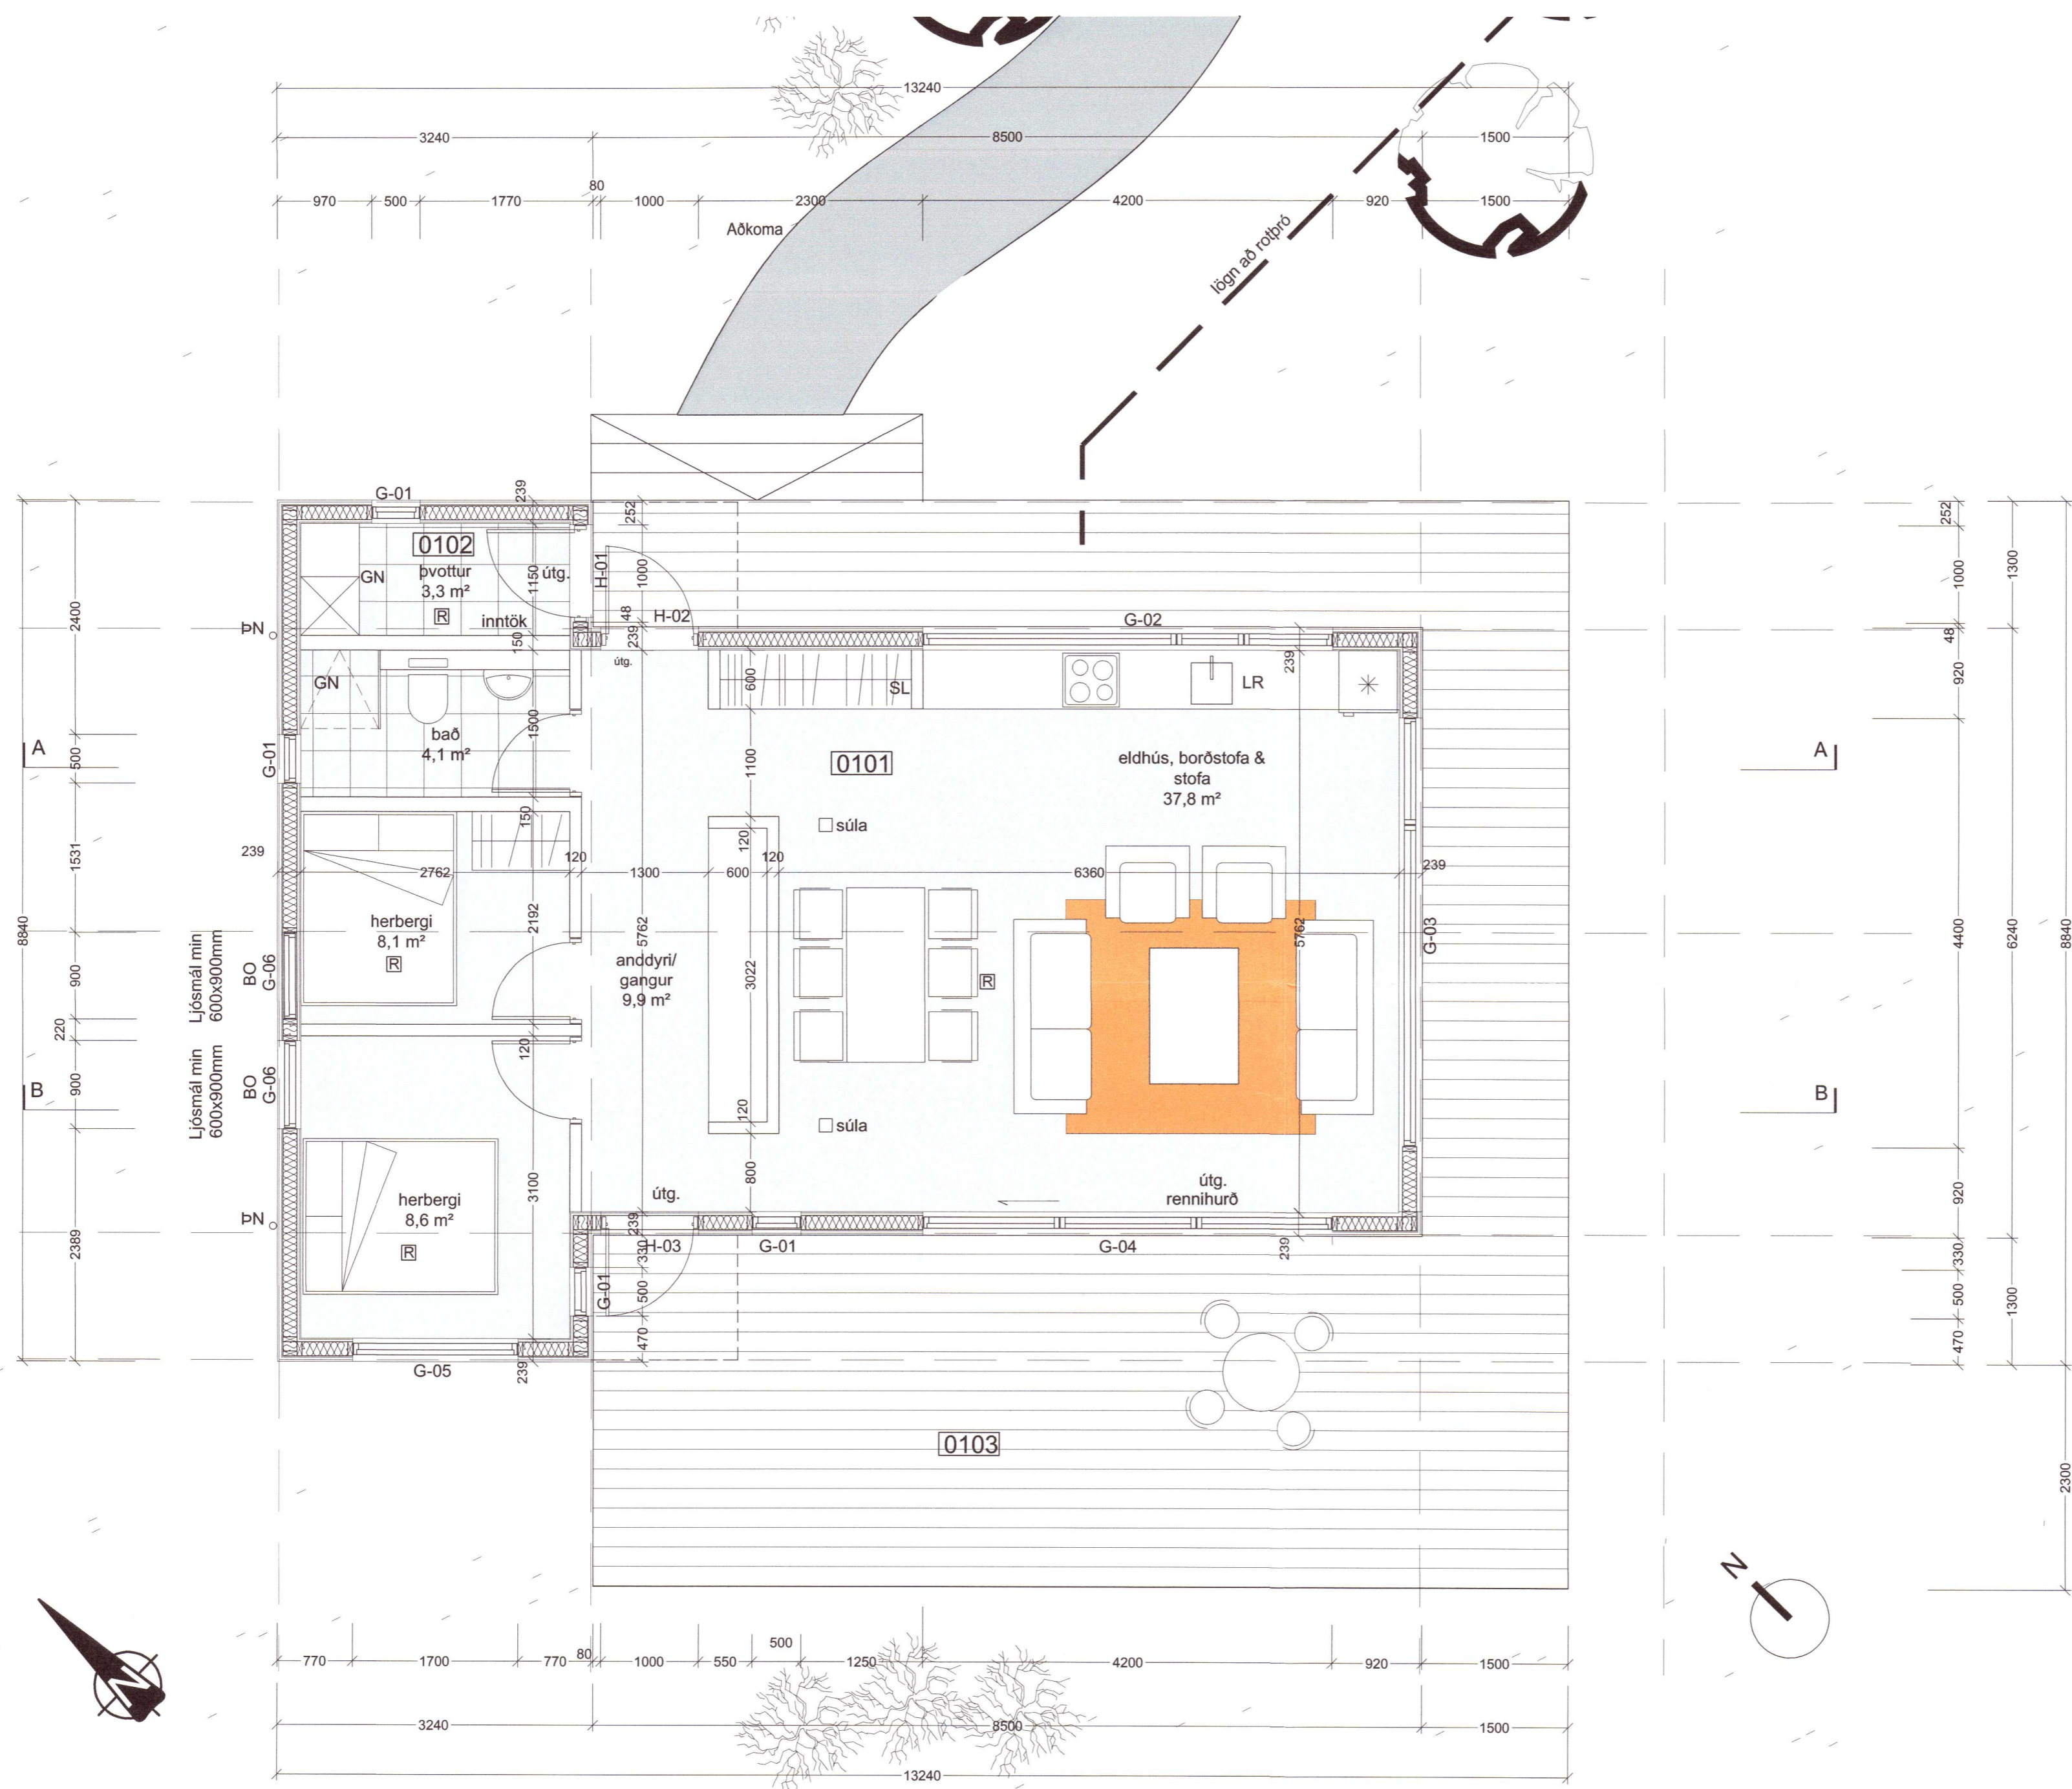 13240
3240
8500
1500
970
500
1770
80
1000
2300
4200
920
1500
Aðkoma
lögn að rotþró
G-01
239
252
0102
þvottur
3,3 m²
GN
R
útg.
1150
inntök
H-01
1000
48
239
H-02
G-02
150
útg.
ÞN
GN
bað
4,1 m²
1500
600
SL
239
LR
1100
0101
eldhús, borðstofa &
stofa
37,8 m²
A
G-01
A
súla
150
120
239
2762
120
1300
600
120
6360
239
herbergi
8,1 m²
R
2192
5762
anddyri/
gangur
9,9 m²
3022
R
5762
G-03
Ljósmál min
600x900mm
BO
G-06
Ljósmál min
600x900mm
BO
G-06
B
B
120
120
súla
800
3100
herbergi
8,6 m²
R
ÞN
útg.
útg.
rennihurð
239
330
H-03
G-01
G-04
239
G-01
500
470
G-05
239
0103
8840
2400
500
1531
900
220
900
2389
252
1000
48
920
4400
920
330
500
470
1300
6240
1300
8840
2300
N
N
770
1700
770
80
1000
550
500
1250
4200
920
1500
3240
8500
1500
13240